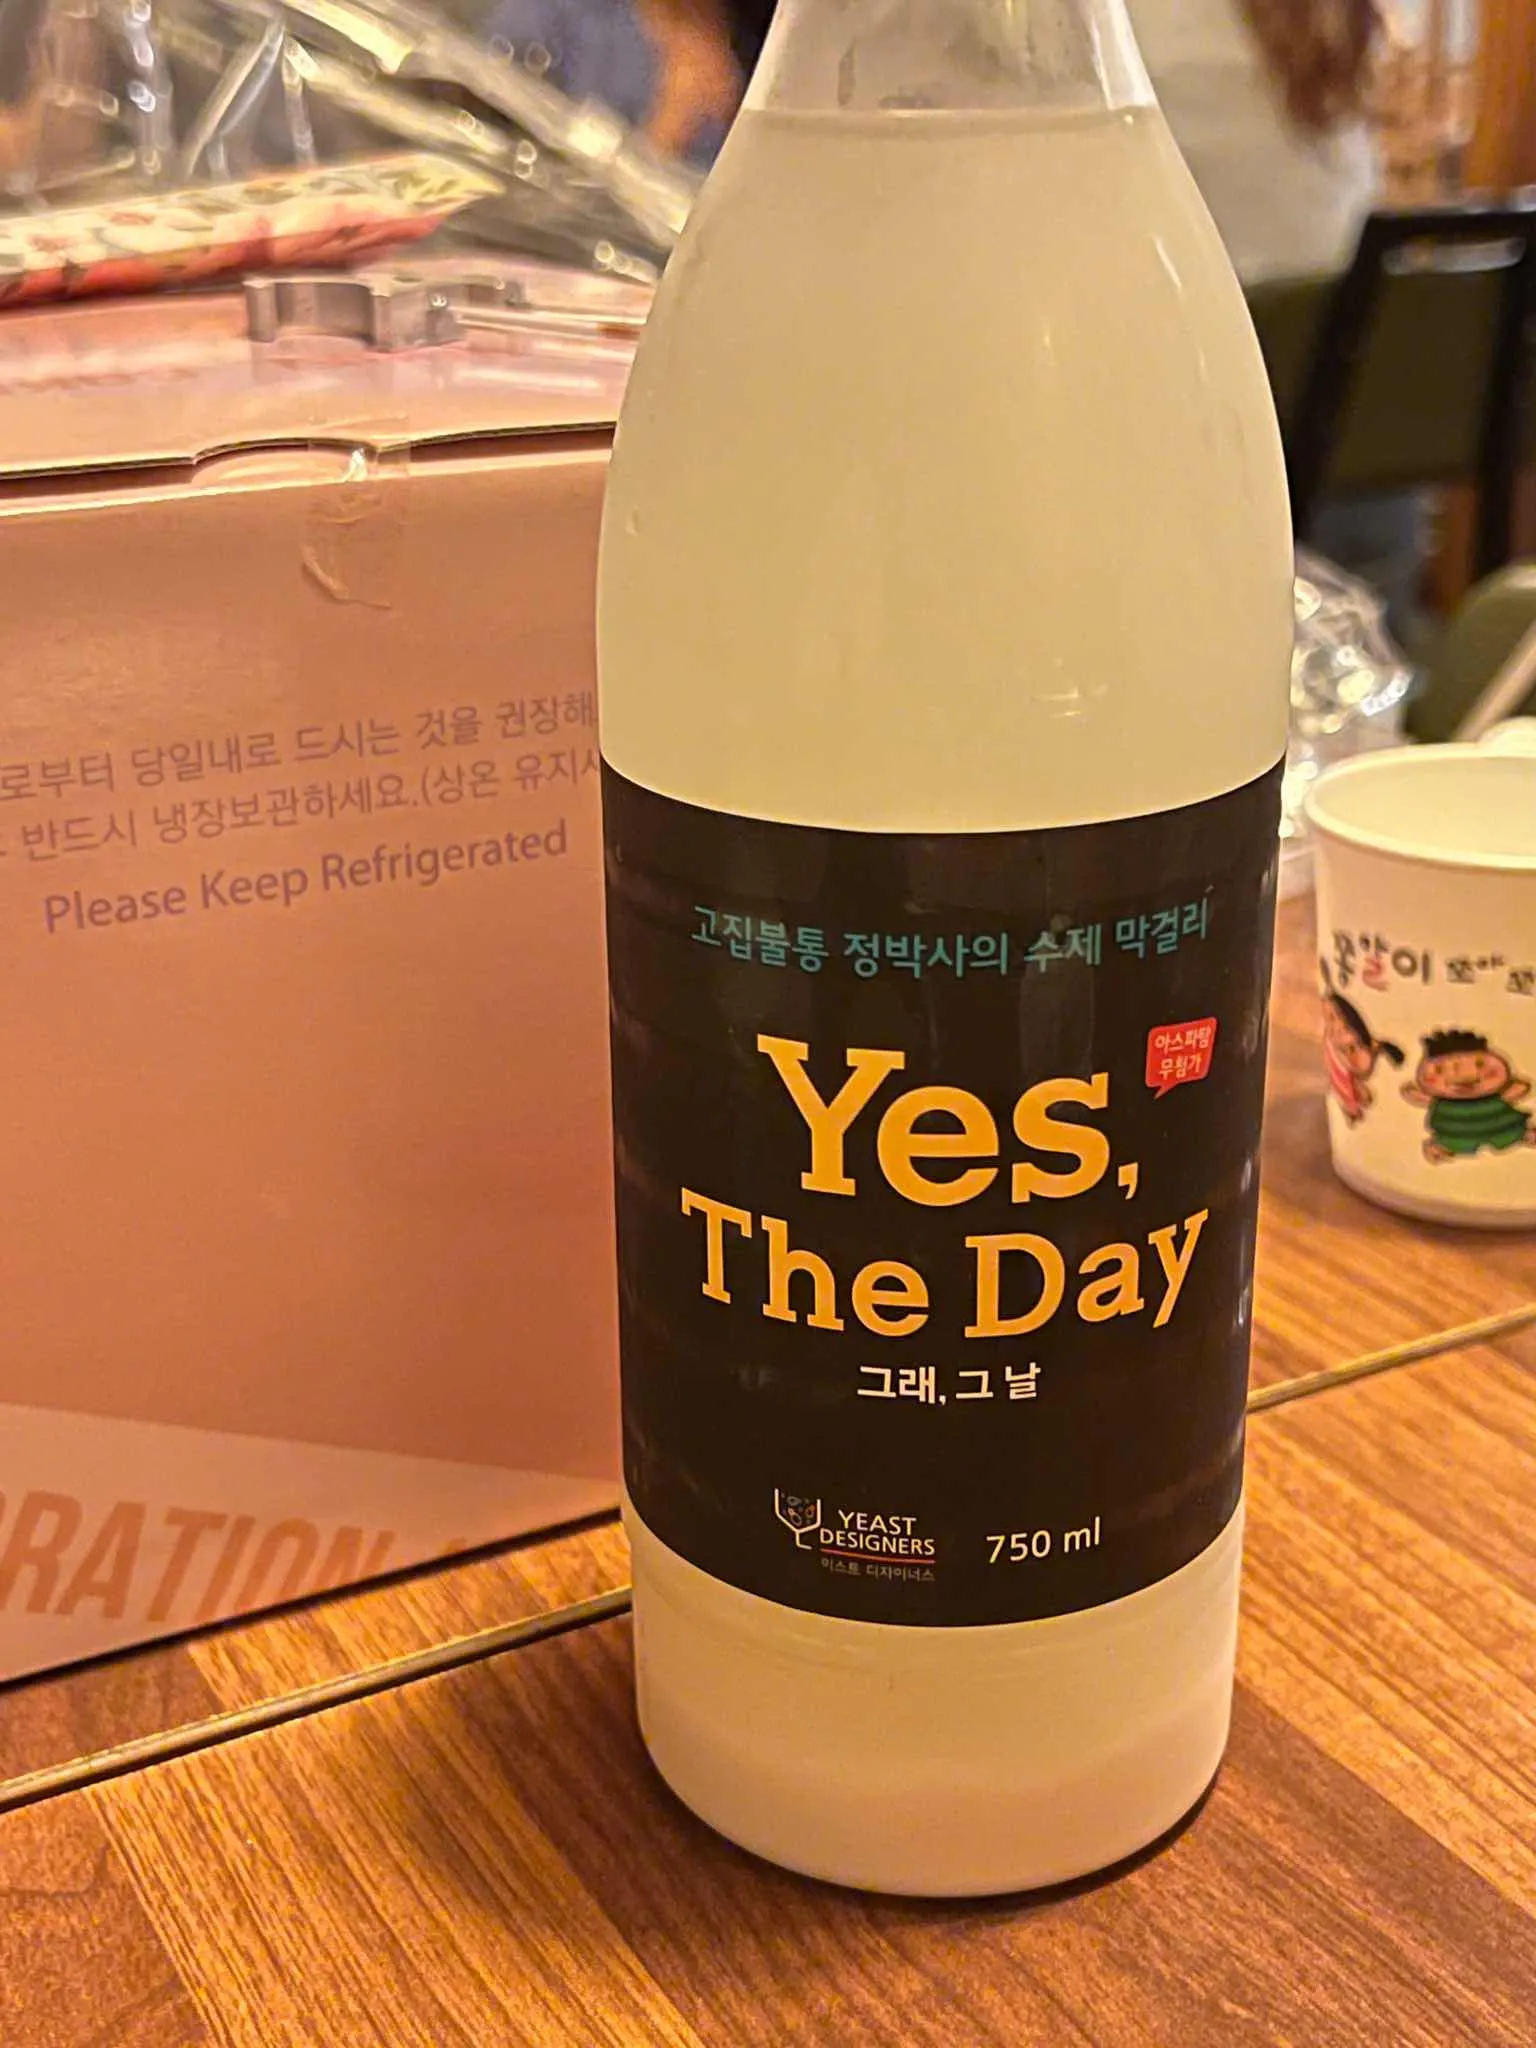 로부터 당일내로 드시는 것을 권장해
반드시 냉장보관하세요.(상온 유지시
Please Keep Refrigerated
RATION
고집불통 정박사의 수제 막걸리
아스파탐
무첨가
Yes,
The Day
그래, 그 날
YEAST
DESIGNERS
이스트 디자이너스
750 ml